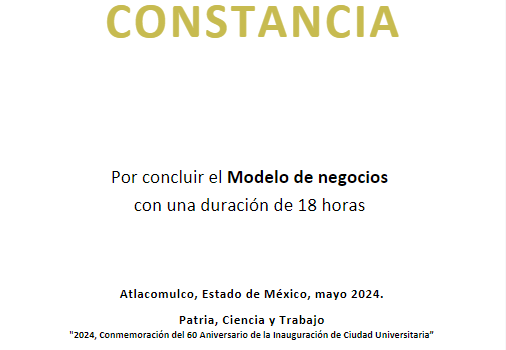 CONSTANCIA
Por concluir el Modelo de negocios
con una duración de 18 horas
Atlacomulco, Estado de México, mayo 2024.
Patria, Ciencia y Trabajo
"2024, Conmemoración del 60 Aniversario de la Inauguración de Ciudad Universitaria"